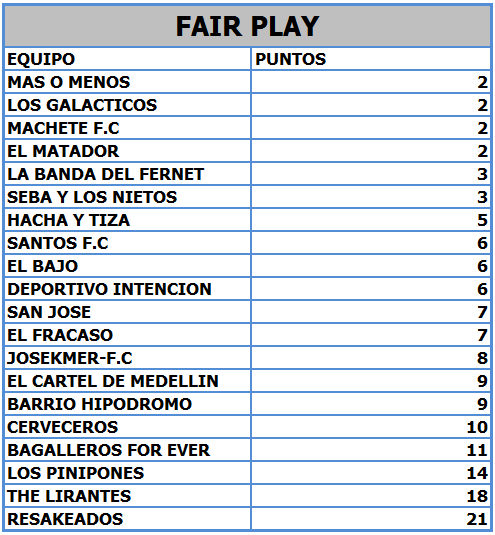 FAIR PLAY
EQUIPO PUNTOS
MAS O MENOS 2
LOS GALACTICOS 2
MACHETE F.C 2
EL MATADOR 2
LA BANDA DEL FERNET 3
SEBA Y LOS NIETOS 3
HACHA Y TIZA 5
SANTOS F.C 6
EL BAJO 6
DEPORTIVO INTENCION 6
SAN JOSE 7
EL FRACASO 7
JOSEKMER-F.C 8
EL CARTEL DE MEDELLIN 9
BARRIO HIPODROMO 9
CERVECEROS 10
BAGALLEROS FOR EVER 11
LOS PINIPONES 14
THE LIRANTES 18
RESAKEADOS 21